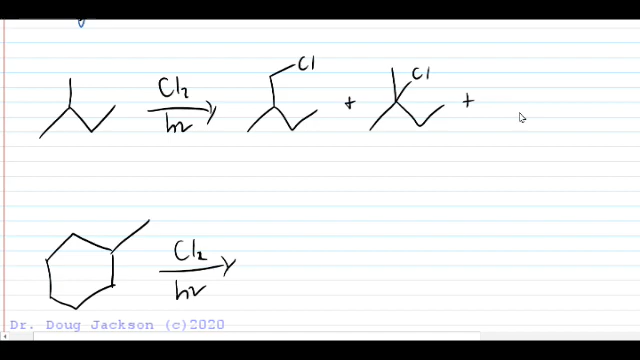 Cl₂ Cl + Cl +
hν
Cl₂
hν
Dr. Doug Jackson (c)2020